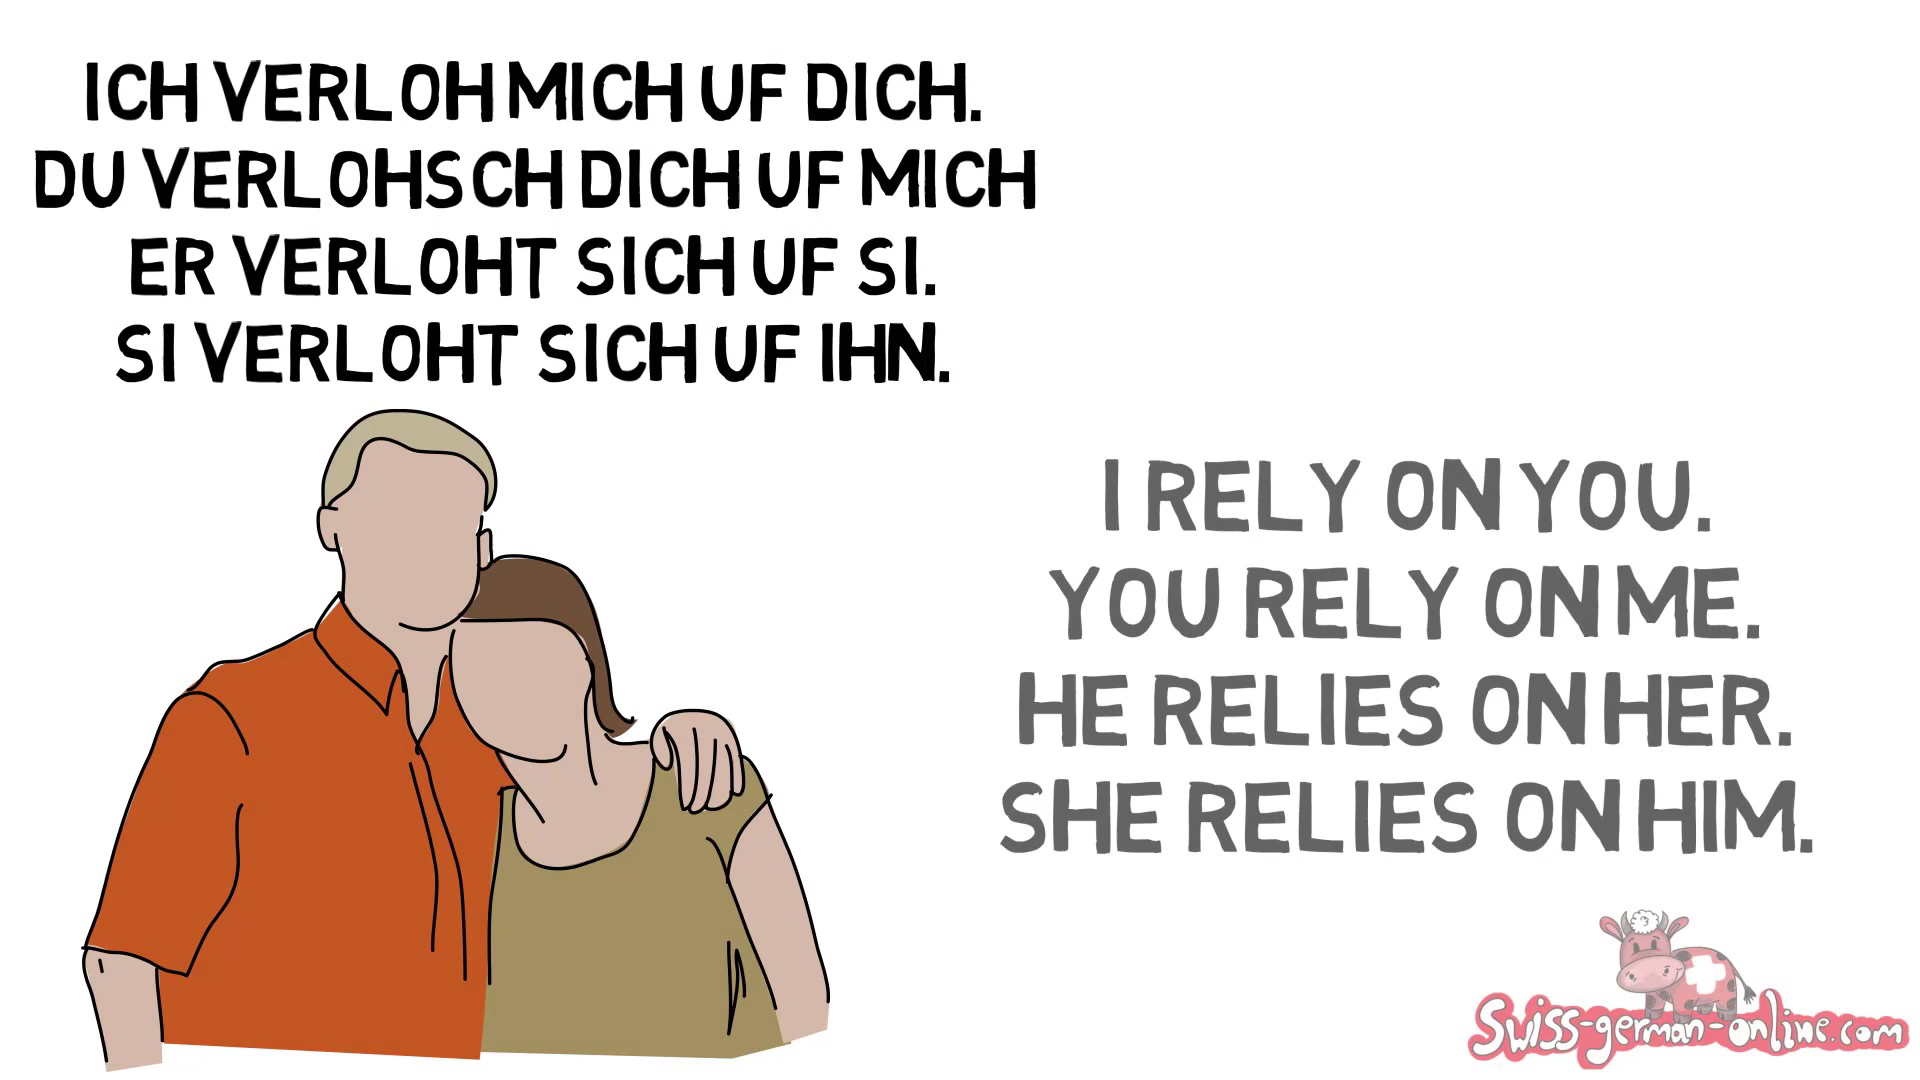 ICH VERLOH MICH UF DICH.
DU VERLOHSCH DICH UF MICH
ER VERLOHT SICH UF SI.
SI VERLOHT SICH UF IHN.
I RELY ON YOU.
YOU RELY ON ME.
HE RELIES ON HER.
SHE RELIES ON HIM.
Swiss-german-online.com